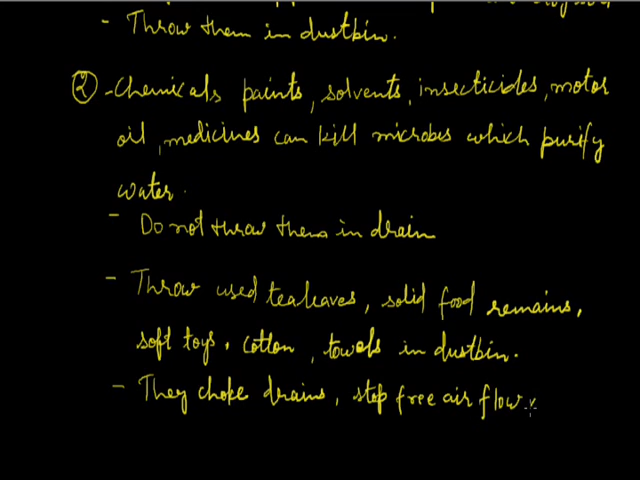 - Throw them in dustbin.
② - Chemicals paints, solvents, insecticides, motor
oil, medicines can kill microbes which purify
water.
- Do not throw them in drain
- Throw used tealeaves, solid food remains,
soft toys, cotton, towels in dustbin.
- They choke drains, stop free air flow